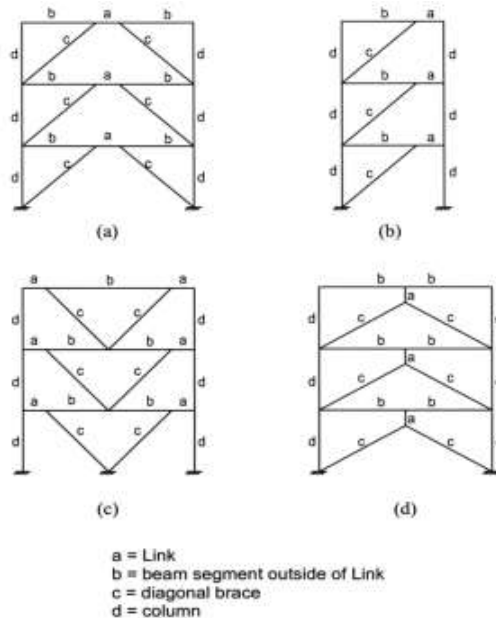 b a b
d c c d
b a b
d c c d
b a b
d c c d
(a)
b a
d c d
b a
d c d
b a
d c d
(b)
a b a
d c c d
a b b a
d c c d
a b b a
d c c d
(c)
b b
a
d c c
b b
a
d c c
b b
a
d c c
(d)
a = Link
b = beam segment outside of Link
c = diagonal brace
d = column